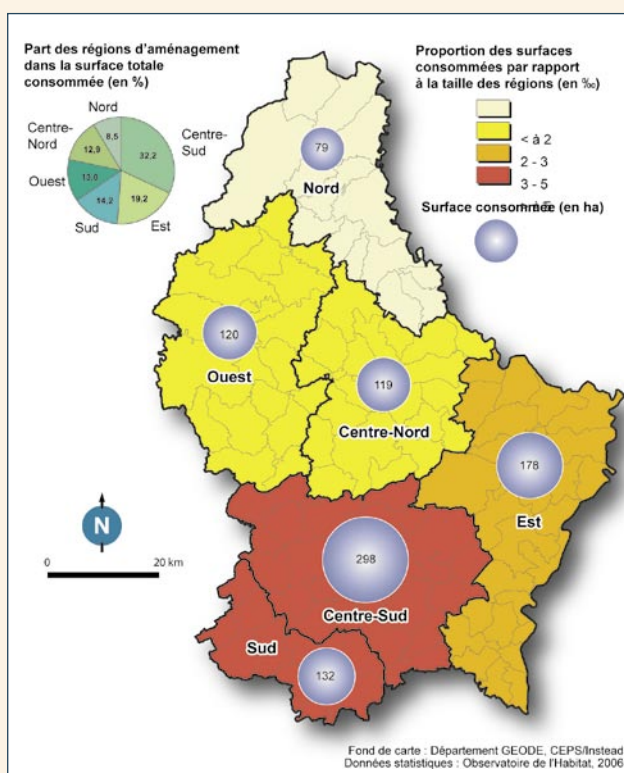 Part des régions d'aménagement
dans la surface totale
consommée (en %)
Nord
Centre-
Nord
Ouest
Sud
Est
Centre-
Sud
8,5
32,2
12,9
13,0
14,2
19,2
Proportion des surfaces
consommées par rapport
à la taille des régions (en ‰)
< à 2
2 - 3
3 - 5
Surface consommée (en ha)
79
Nord
120
Ouest
119
Centre-Nord
178
Est
298
Centre-Sud
Sud
132
N
0 20 km
Fond de carte : Département GEODE, CEPS/Instead
Données statistiques : Observatoire de l'Habitat, 2006